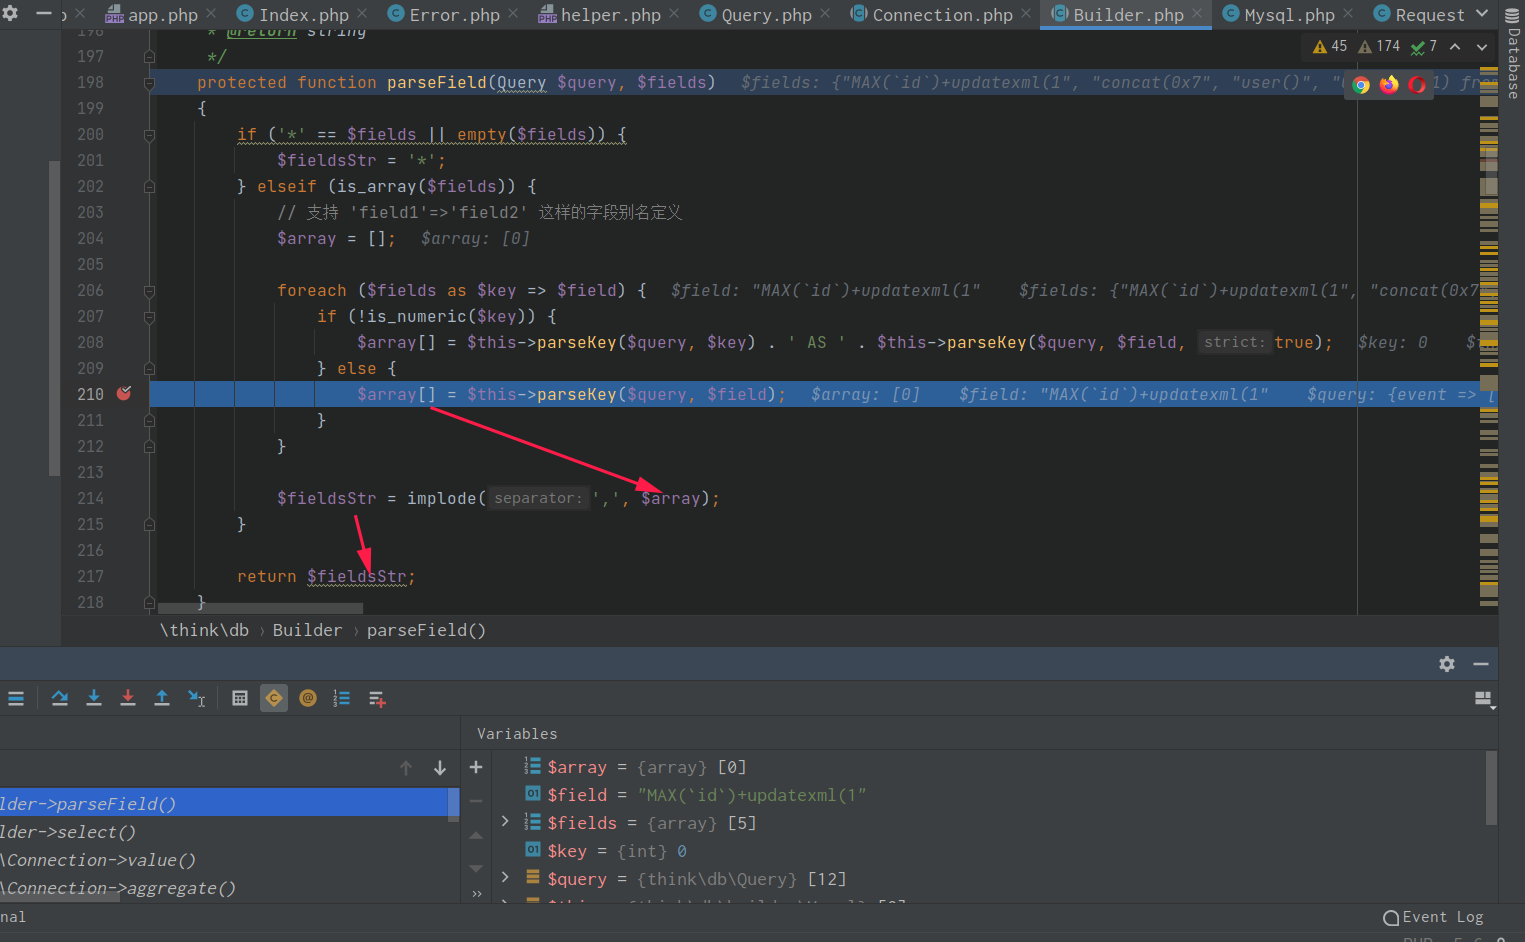 app.php Index.php Error.php helper.php Query.php Connection.php Builder.php Mysql.php Request
Database
196 * @return string
45 174 7
197 */
198 protected function parseField(Query $query, $fields) $fields: {"MAX(`id`)+updatexml(1", "concat(0x7", "user()",
199 {
200 if ('*' == $fields || empty($fields)) {
201 $fieldsStr = '*';
202 } elseif (is_array($fields)) {
203 // 支持 'field1'=>'field2' 这样的字段别名定义
204 $array = []; $array: [0]
205
206 foreach ($fields as $key => $field) { $field: "MAX(`id`)+updatexml(1" $fields: {"MAX(`id`)+updatexml(1", "concat(0x7
207 if (!is_numeric($key)) {
208 $array[] = $this->parseKey($query, $key) . ' AS ' . $this->parseKey($query, $field, strict: true); $key: 0
209 } else {
210 $array[] = $this->parseKey($query, $field); $array: [0] $field: "MAX(`id`)+updatexml(1" $query: {event => [
211 }
212 }
213
214 $fieldsStr = implode( separator: ',', $array);
215 }
216
217 return $fieldsStr;
218 }
\think\db › Builder › parseField()
Variables
lder->parseField()
lder->select()
\Connection->value()
\Connection->aggregate()
$array = {array} [0]
$field = "MAX(`id`)+updatexml(1"
$fields = {array} [5]
$key = {int} 0
$query = {think\db\Query} [12]
nal
Event Log